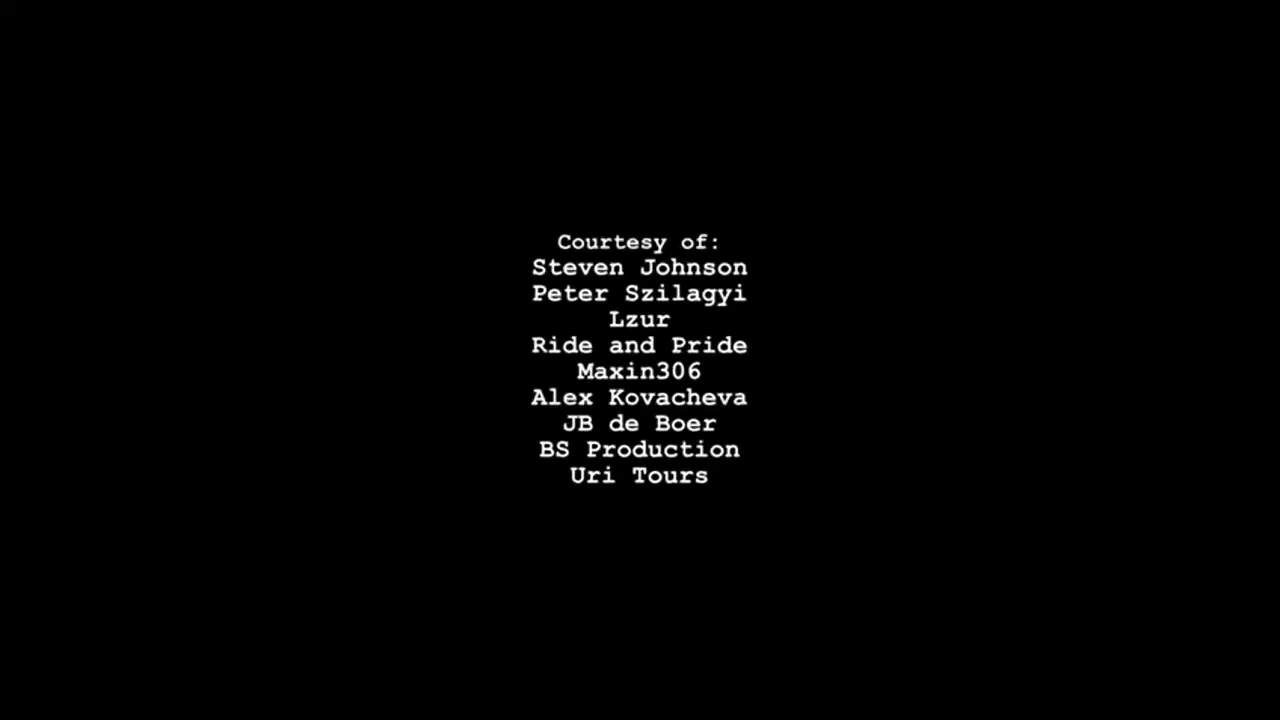 Courtesy of:
Steven Johnson
Peter Szilagyi
Lzur
Ride and Pride
Maxin306
Alex Kovacheva
JB de Boer
BS Production
Uri Tours